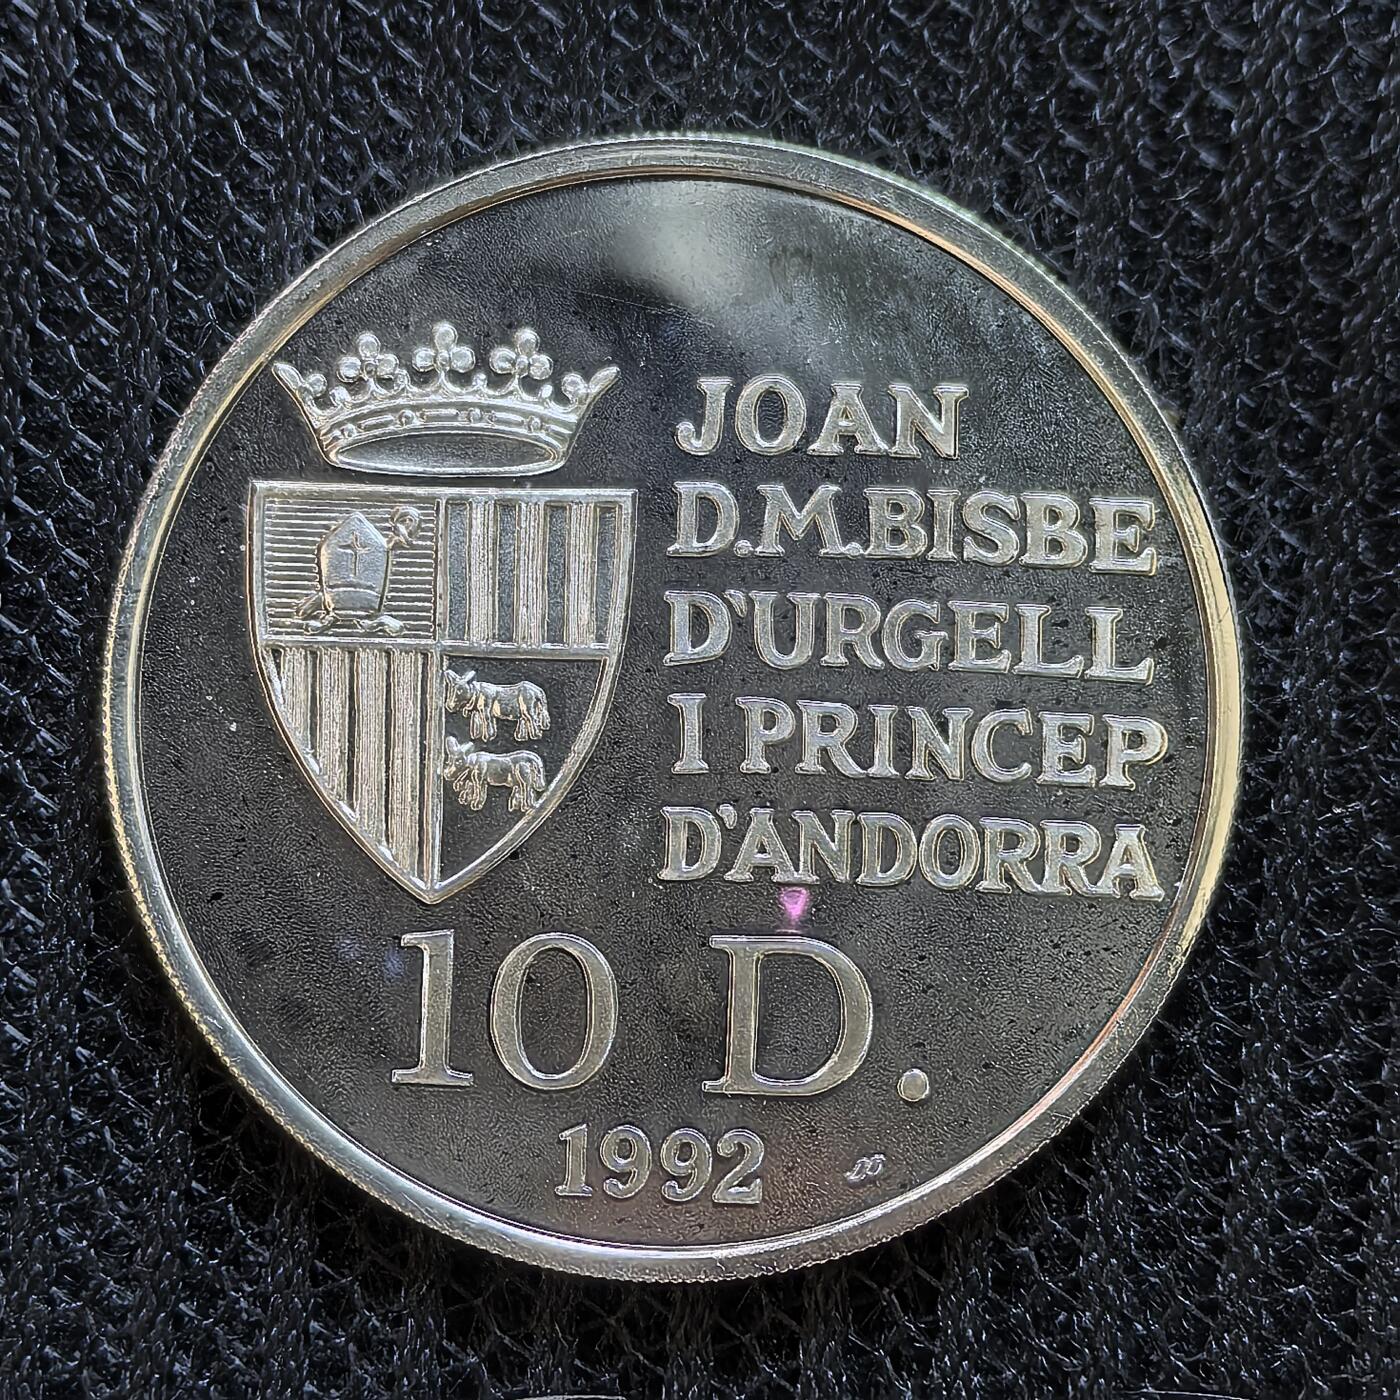 JOAN
D.M.BISBE
D'URGELL
I PRINCEP
D'ANDORRA
10 D.
1992